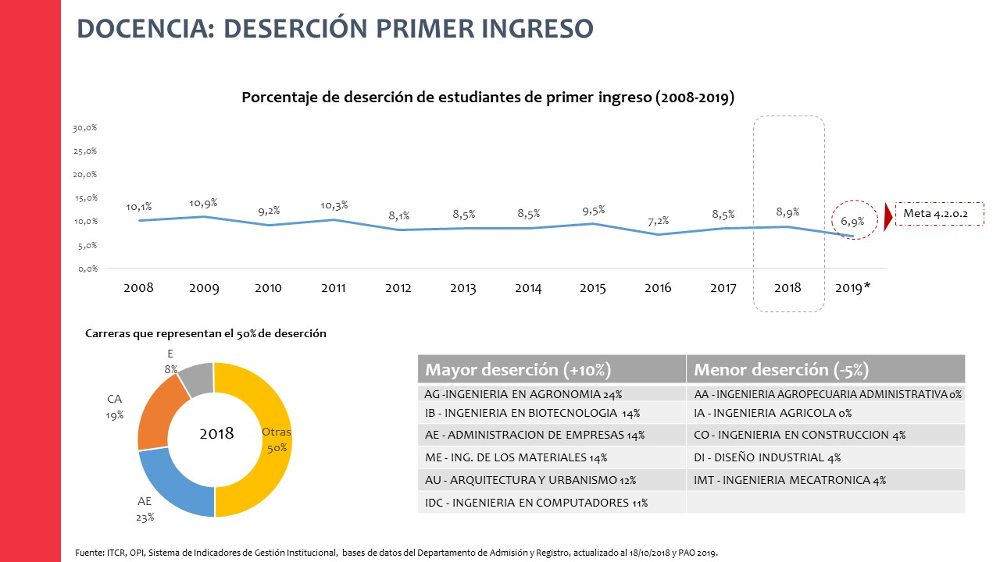 DOCENCIA: DESERCIÓN PRIMER INGRESO
Porcentaje de deserción de estudiantes de primer ingreso (2008-2019)
30,0%
25,0%
20,0%
15,0%
10,0%
5,0%
0,0%
10,1%
10,9%
9,2%
10,3%
8,1%
8,5%
8,5%
9,5%
7,2%
8,5%
8,9%
6,9%
Meta 4.2.0.2
2008
2009
2010
2011
2012
2013
2014
2015
2016
2017
2018
2019*
Carreras que representan el 50% de deserción
E
8%
CA
19%
2018
Otras
50%
AE
23%
Mayor deserción (+10%)
Menor deserción (-5%)
AG-INGENIERIA EN AGRONOMIA 24%
AA - INGENIERIA AGROPECUARIA ADMINISTRATIVA 0%
IB - INGENIERIA EN BIOTECNOLOGIA 14%
IA - INGENIERIA AGRICOLA 0%
AE - ADMINISTRACION DE EMPRESAS 14%
CO - INGENIERIA EN CONSTRUCCION 4%
ME - ING. DE LOS MATERIALES 14%
DI - DISEÑO INDUSTRIAL 4%
AU - ARQUITECTURA Y URBANISMO 12%
IMT - INGENIERIA MECATRONICA 4%
IDC - INGENIERIA EN COMPUTADORES 11%
Fuente: ITCR, OPI, Sistema de Indicadores de Gestión Institucional, bases de datos del Departamento de Admisión y Registro, actualizado al 18/10/2018 y PAO 2019.